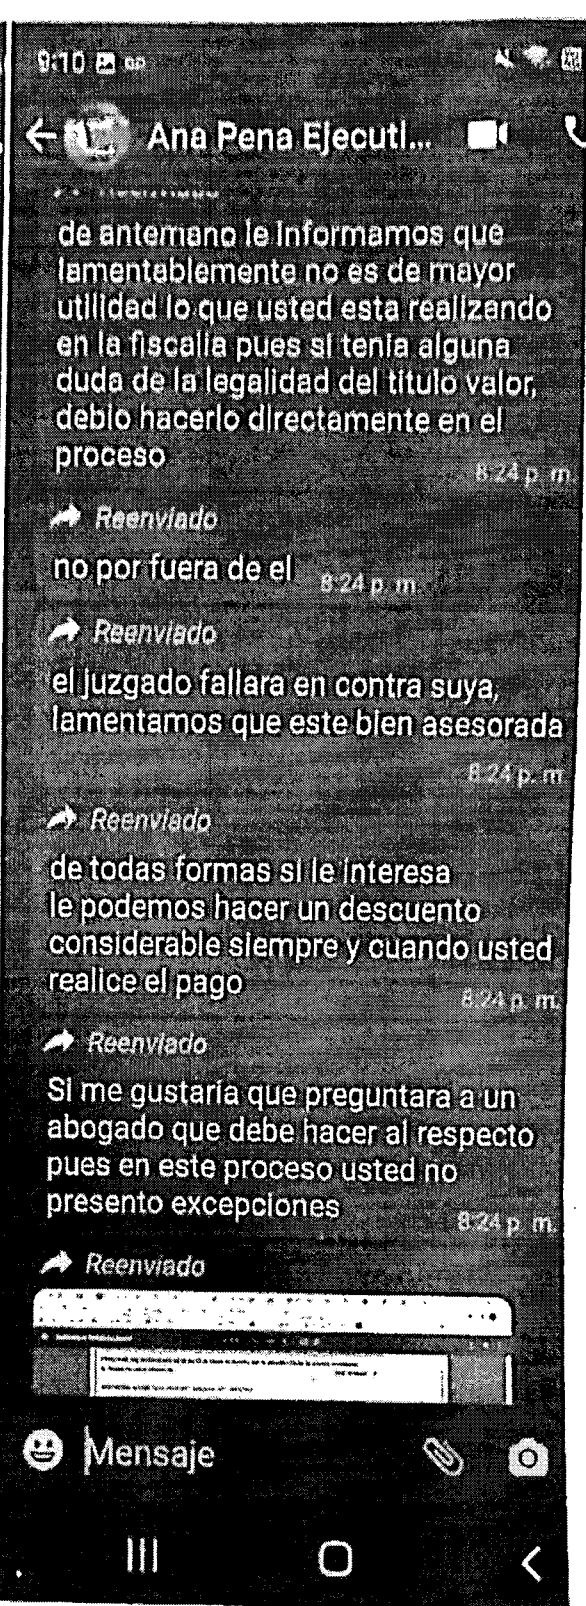 9:10
Ana Pena Ejecuti...
de antemano le informamos que
lamentablemente no es de mayor
utilidad lo que usted esta realizando
en la fiscalia pues si tenia alguna
duda de la legalidad del titulo valor,
debio hacerlo directamente en el
proceso
8:24 p. m.
Reenviado
no por fuera de el
8:24 p. m.
Reenviado
el juzgado fallara en contra suya,
lamentamos que este bien asesorada
8:24 p. m.
Reenviado
de todas formas si le interesa
le podemos hacer un descuento
considerable siempre y cuando usted
realice el pago
8:24 p. m.
Reenviado
Si me gustaría que preguntara a un
abogado que debe hacer al respecto
pues en este proceso usted no
presento excepciones
8:24 p. m.
Reenviado
Mensaje